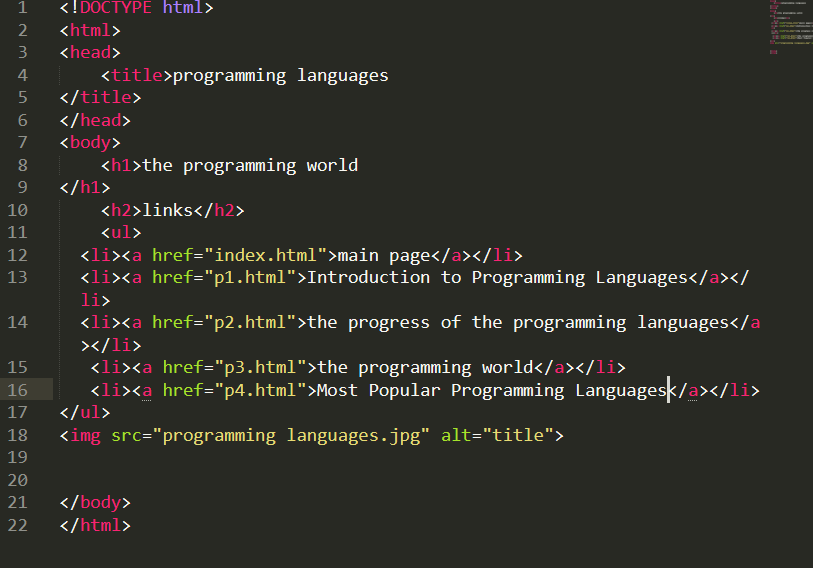 1 <!DOCTYPE html>
2 <html>
3 <head>
4     <title>programming languages
5 </title>
6 </head>
7 <body>
8     <h1>the programming world
9 </h1>
10     <h2>links</h2>
11     <ul>
12   <li><a href="index.html">main page</a></li>
13   <li><a href="p1.html">Introduction to Programming Languages</a></
li>
14   <li><a href="p2.html">the progress of the programming languages</a
></li>
15    <li><a href="p3.html">the programming world</a></li>
16    <li><a href="p4.html">Most Popular Programming Languages</a></li>
17 </ul>
18 <img src="programming languages.jpg" alt="title">
19
20
21 </body>
22 </html>